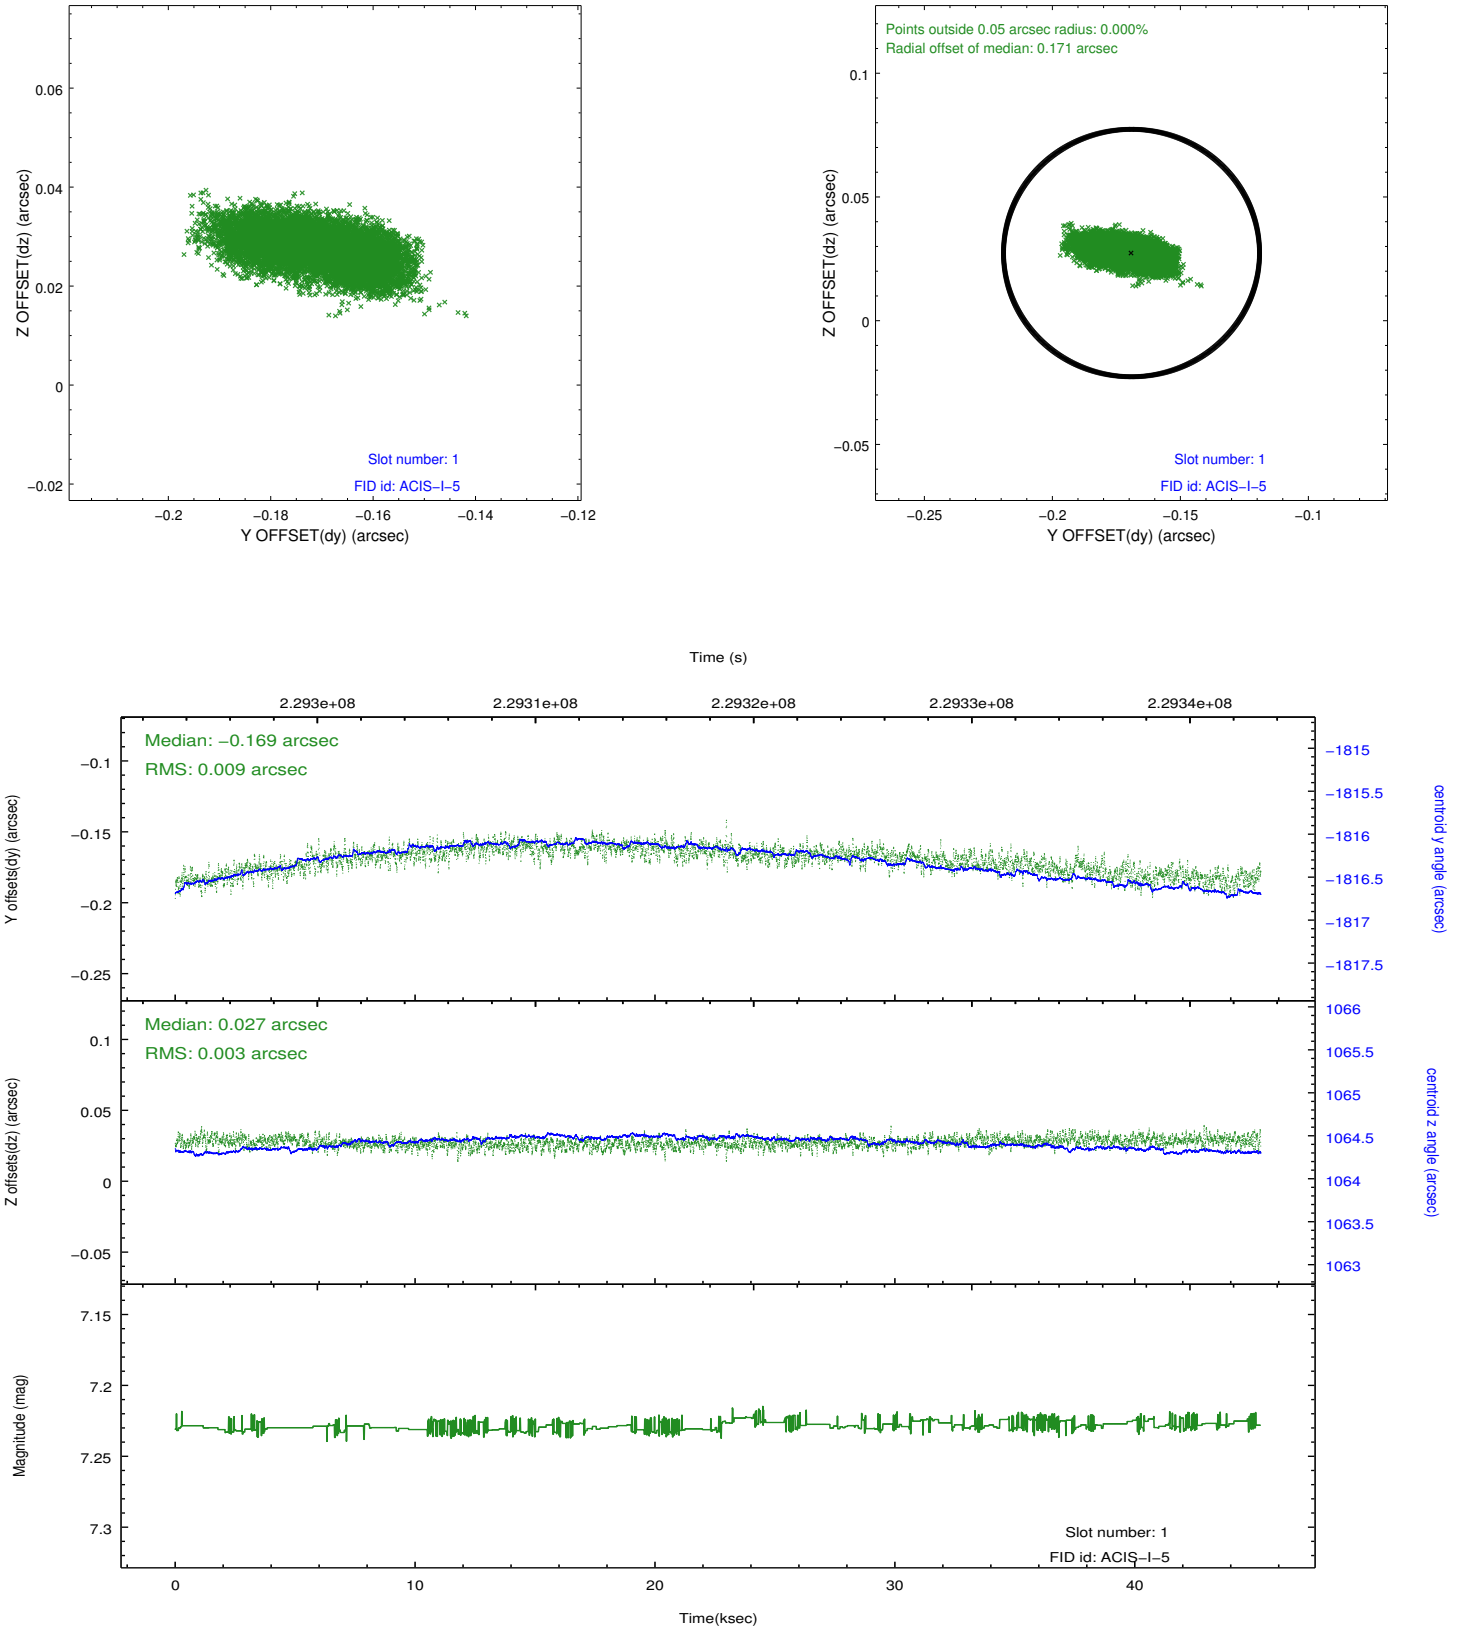 0.06
0.04
0.02
0
−0.02
Z OFFSET(dz) (arcsec)
Slot number: 1
FID id: ACIS−I−5
−0.2
−0.18
−0.16
−0.14
−0.12
Y OFFSET(dy) (arcsec)
Points outside 0.05 arcsec radius: 0.000%
Radial offset of median: 0.171 arcsec
0.1
0.05
0
−0.05
Z OFFSET(dz) (arcsec)
Slot number: 1
FID id: ACIS−I−5
−0.25
−0.2
−0.15
−0.1
Y OFFSET(dy) (arcsec)
Time (s)
2.293e+08
2.2931e+08
2.2932e+08
2.2933e+08
2.2934e+08
Median: −0.169 arcsec
RMS: 0.009 arcsec
−0.1
−0.15
−0.2
−0.25
Y offsets(dy) (arcsec)
−1815
−1815.5
−1816
−1816.5
−1817
−1817.5
centroid y angle (arcsec)
Median: 0.027 arcsec
RMS: 0.003 arcsec
0.1
0.05
0
−0.05
Z offsets(dz) (arcsec)
1066
1065.5
1065
1064.5
1064
1063.5
1063
centroid z angle (arcsec)
7.15
7.2
7.25
7.3
Magnitude (mag)
Slot number: 1
FID id: ACIS−I−5
0
10
20
30
40
Time(ksec)